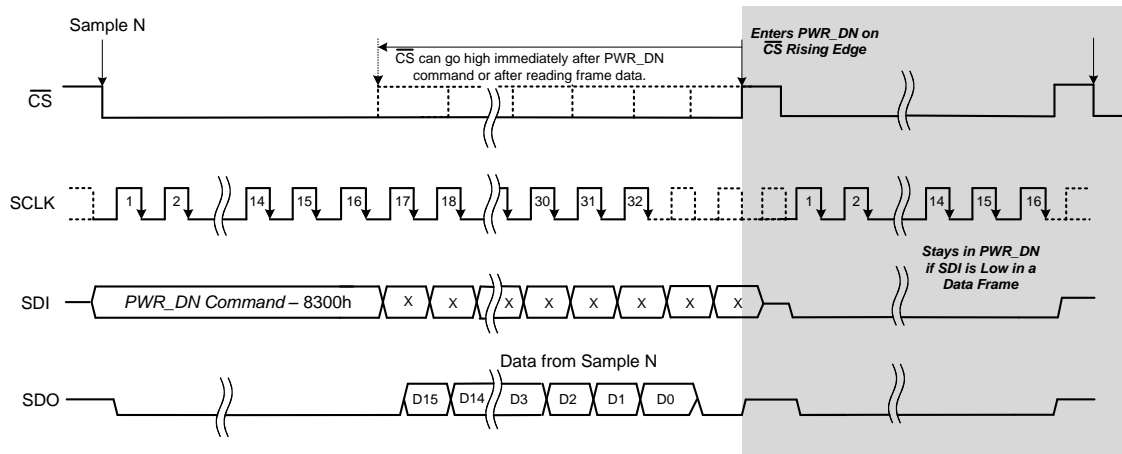 Sample N
CS can go high immediately after PWR_DN
command or after reading frame data.
Enters PWR_DN on
CS Rising Edge
CS
SCLK
1 2 14 15 16 17 18 30 31 32 1 2 14 15 16
Stays in PWR_DN
if SDI is Low in a
Data Frame
SDI
PWR_DN Command – 8300h X X X X X X X X
Data from Sample N
SDO
D15 D14 D3 D2 D1 D0